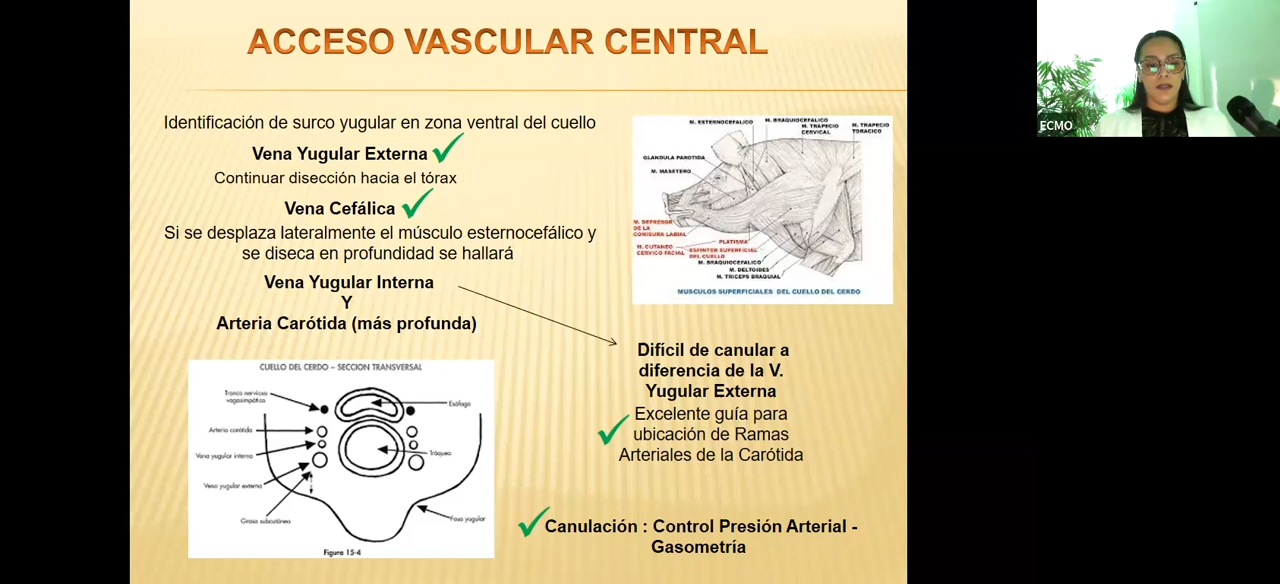 ACCESO VASCULAR CENTRAL
Identificación de surco yugular en zona ventral del cuello
Vena Yugular Externa
Continuar disección hacia el tórax
Vena Cefálica
Si se desplaza lateralmente el músculo esternocefálico y
se diseca en profundidad se hallará
Vena Yugular Interna
Y
Arteria Carótida (más profunda)
M. ESTERNOCEFALICO
M. BRAQUIOCEFALICO
M. TRAPECIO
CERVICAL
M. TRAPECIO
TORACICO
GLANDULA PAROTIDA
M. MASETERO
M. DEPRESOR
DE LA
COMISURA LABIAL
M. CUTANEO
CERVICO FACIAL
PLATISMA
ESFINTER SUPERFICIAL
DEL CUELLO
M. BRAQUIOCEFALICO
M. DELTOIDES
M. TRICEPS BRAQUIAL
MUSCULOS SUPERFICIALES DEL CUELLO DEL CERDO
Difícil de canular a
diferencia de la V.
Yugular Externa
Excelente guía para
ubicación de Ramas
Arteriales de la Carótida
CUELLO DEL CERDO – SECCION TRANSVERSAL
Tronco nervioso
vagosimpático
Esófago
Arteria carótida
Vena yugular interna
Tráquea
Vena yugular externa
Grasa subcutánea
Fosa yugular
Figura 15-4
Canulación : Control Presión Arterial -
Gasometría
ECMO